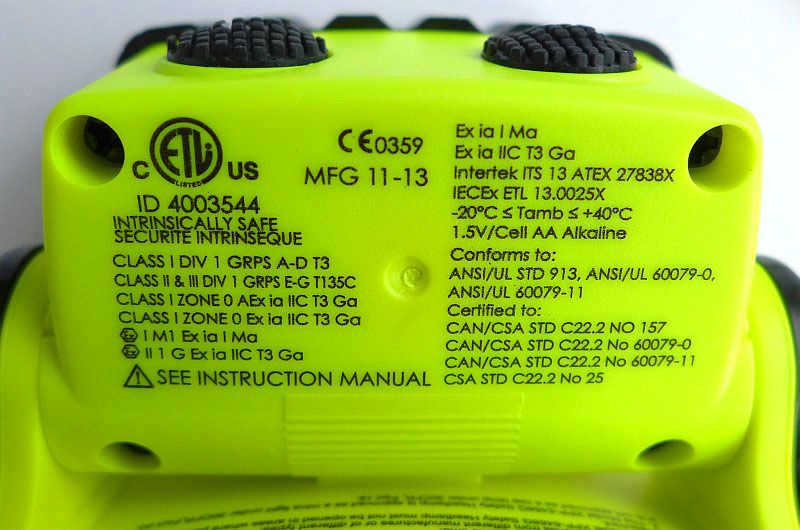 ETL
LISTED
C US
ID 4003544
INTRINSICALLY SAFE
SECURITE INTRINSEQUE
CLASS I DIV 1 GRPS A-D T3
CLASS II & III DIV 1 GRPS E-G T135C
CLASS I ZONE 0 AEx ia IIC T3 Ga
CLASS I ZONE 0 Ex ia IIC T3 Ga
Ex I M1 Ex ia I Ma
Ex II 1 G Ex ia IIC T3 Ga
SEE INSTRUCTION MANUAL
CE0359
MFG 11-13
Ex ia I Ma
Ex ia IIC T3 Ga
Intertek ITS 13 ATEX 27838X
IECEx ETL 13.0025X
-20°C ≤ Tamb ≤ +40°C
1.5V/Cell AA Alkaline
Conforms to:
ANSI/UL STD 913, ANSI/UL 60079-0,
ANSI/UL 60079-11
Certified to:
CAN/CSA STD C22.2 NO 157
CAN/CSA STD C22.2 No 60079-0
CAN/CSA STD C22.2 No 60079-11
CSA STD C22.2 No 25